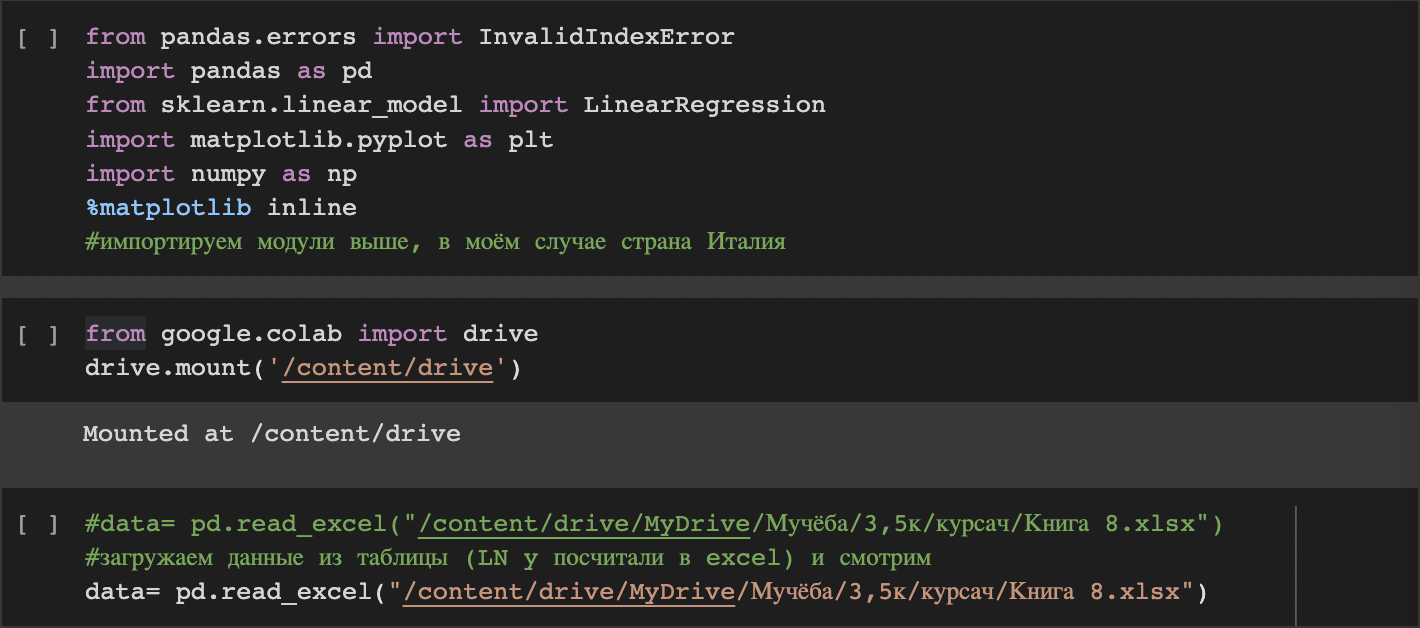 [ ] from pandas.errors import InvalidIndexError
import pandas as pd
from sklearn.linear_model import LinearRegression
import matplotlib.pyplot as plt
import numpy as np
%matplotlib inline
#импортируем модули выше, в моём случае страна Италия
[ ] from google.colab import drive
drive.mount('/content/drive')
Mounted at /content/drive
[ ] #data= pd.read_excel("/content/drive/MyDrive/Мучёба/3,5к/курсач/Книга 8.xlsx")
#загружаем данные из таблицы (LN y посчитали в excel) и смотрим
data= pd.read_excel("/content/drive/MyDrive/Мучёба/3,5к/курсач/Книга 8.xlsx")